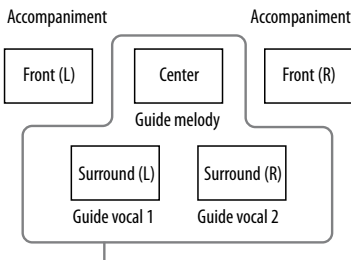 Accompaniment Accompaniment
Front (L) Center Front (R)
Guide melody
Surround (L) Surround (R)
Guide vocal 1 Guide vocal 2